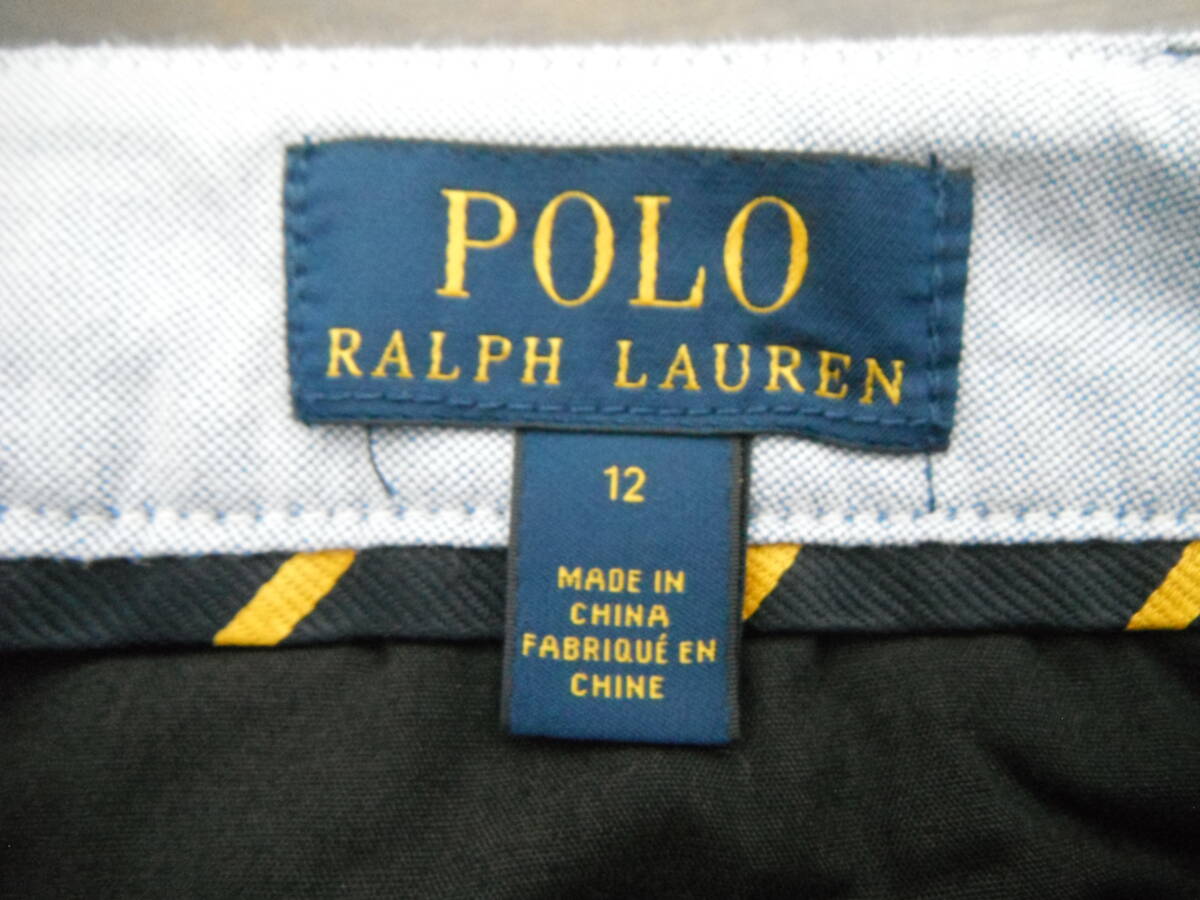 POLO
RALPH LAUREN
12
MADE IN
CHINA
FABRIQUÉ EN
CHINE